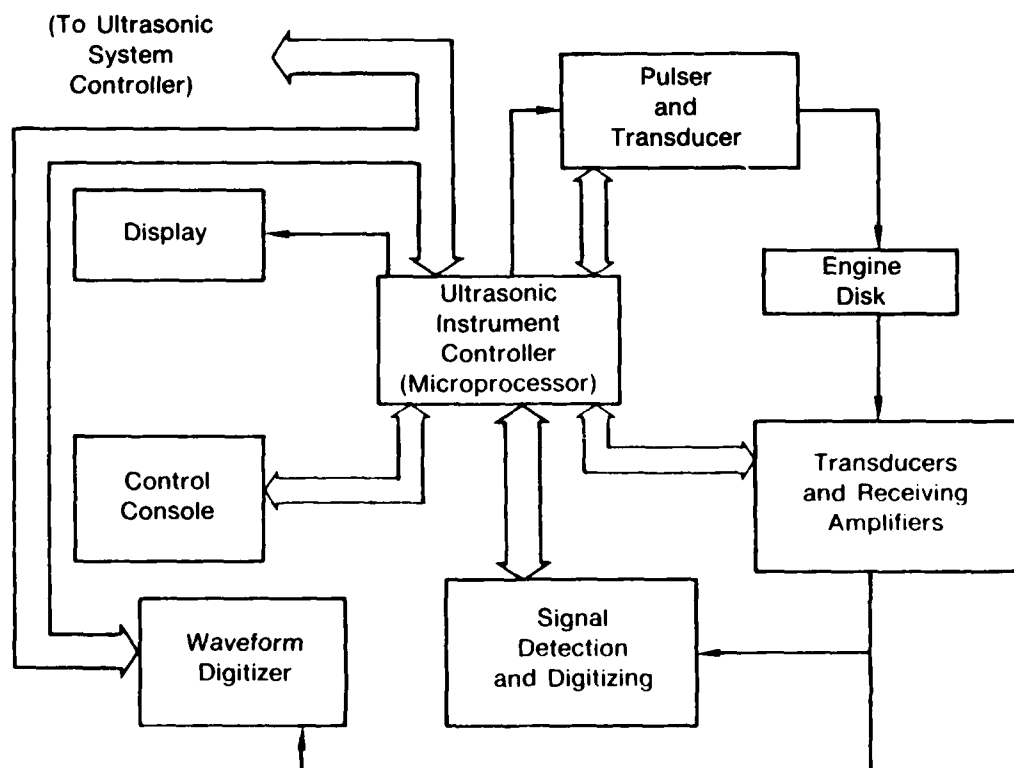 (To Ultrasonic
System
Controller)
Pulser
and
Transducer
Display
Engine
Disk
Ultrasonic
Instrument
Controller
(Microprocessor)
Control
Console
Transducers
and Receiving
Amplifiers
Waveform
Digitizer
Signal
Detection
and Digitizing